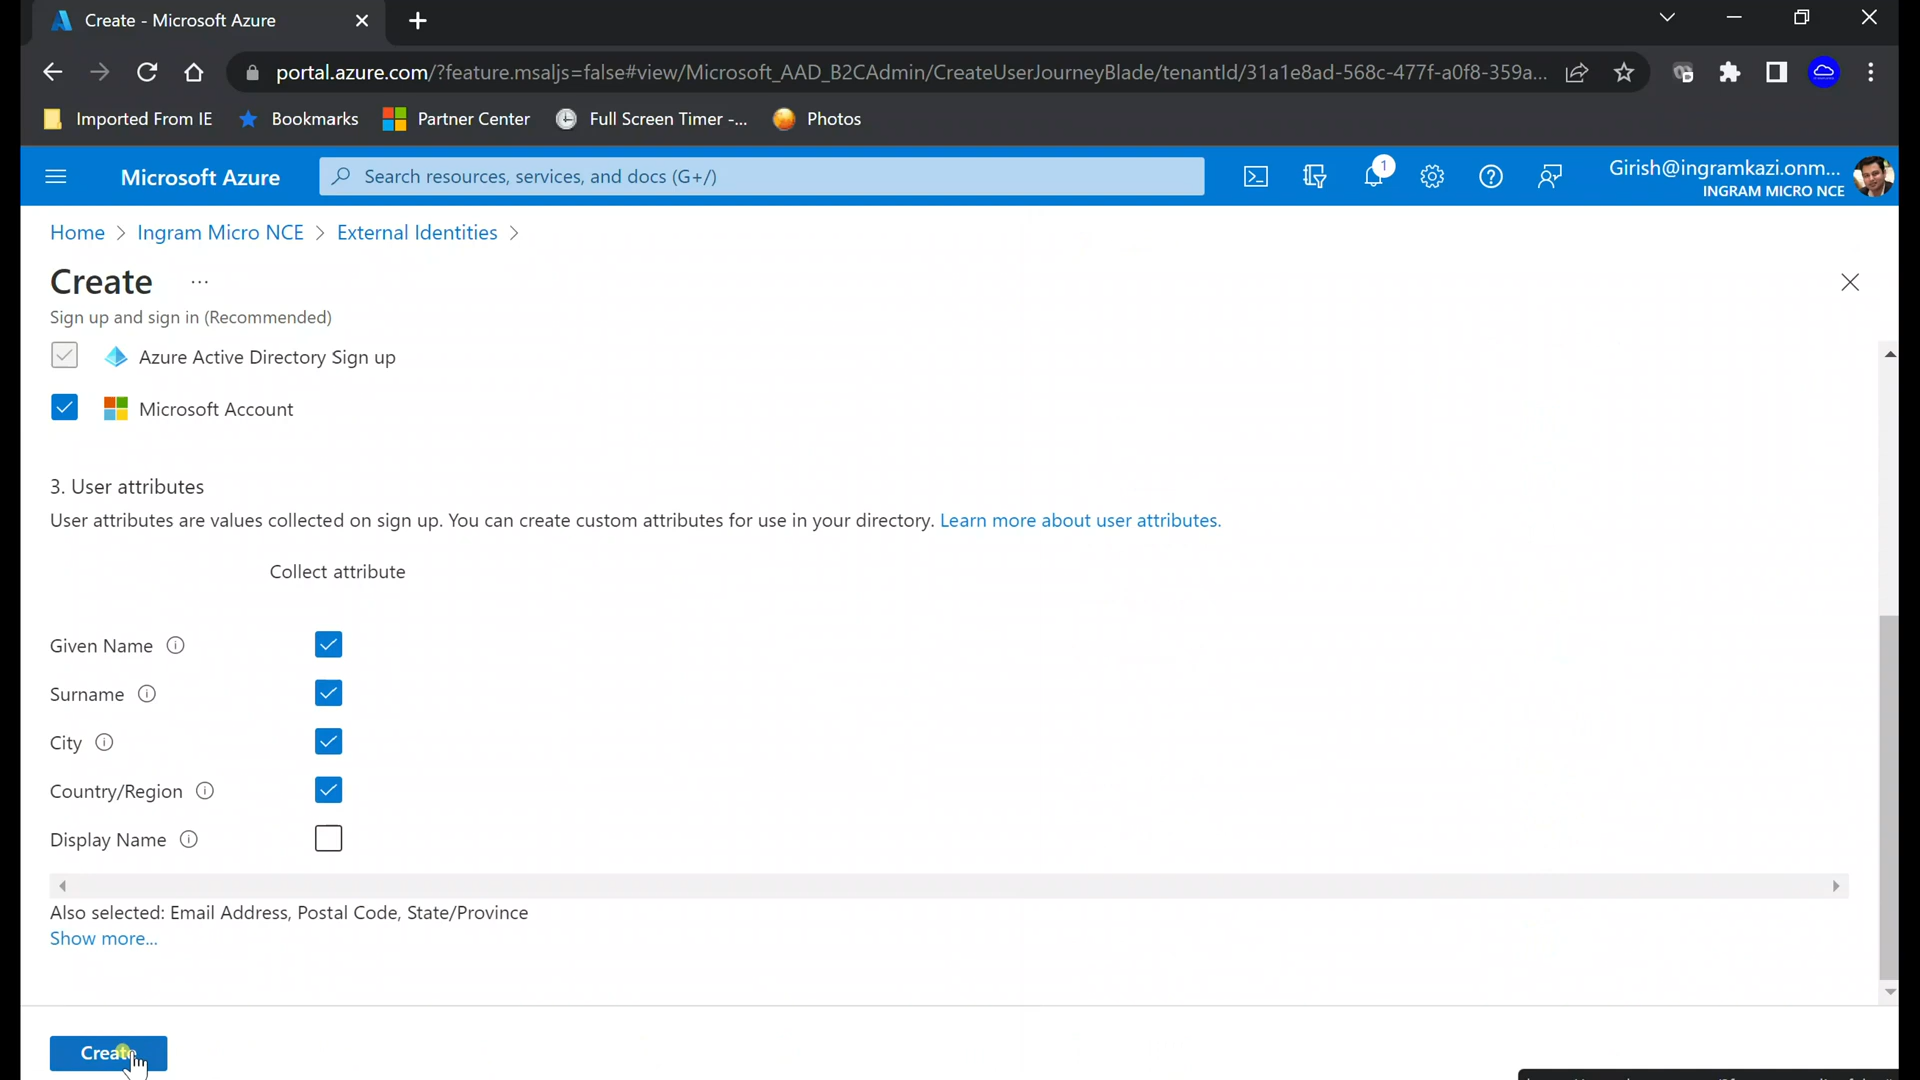 Create - Microsoft Azure
portal.azure.com/?feature.msaljs=false#view/Microsoft_AAD_B2CAdmin/CreateUserJourneyBlade/tenantId/31a1e8ad-568c-477f-a0f8-359a...
Imported From IE Bookmarks Partner Center Full Screen Timer -... Photos
Microsoft Azure Search resources, services, and docs (G+/) 1 Girish@ingramkazi.onm...
INGRAM MICRO NCE
Home > Ingram Micro NCE > External Identities >
Create ...
Sign up and sign in (Recommended)
Azure Active Directory Sign up
Microsoft Account
3. User attributes
User attributes are values collected on sign up. You can create custom attributes for use in your directory. Learn more about user attributes.
Collect attribute
Given Name
Surname
City
Country/Region
Display Name
Also selected: Email Address, Postal Code, State/Province
Show more...
Create